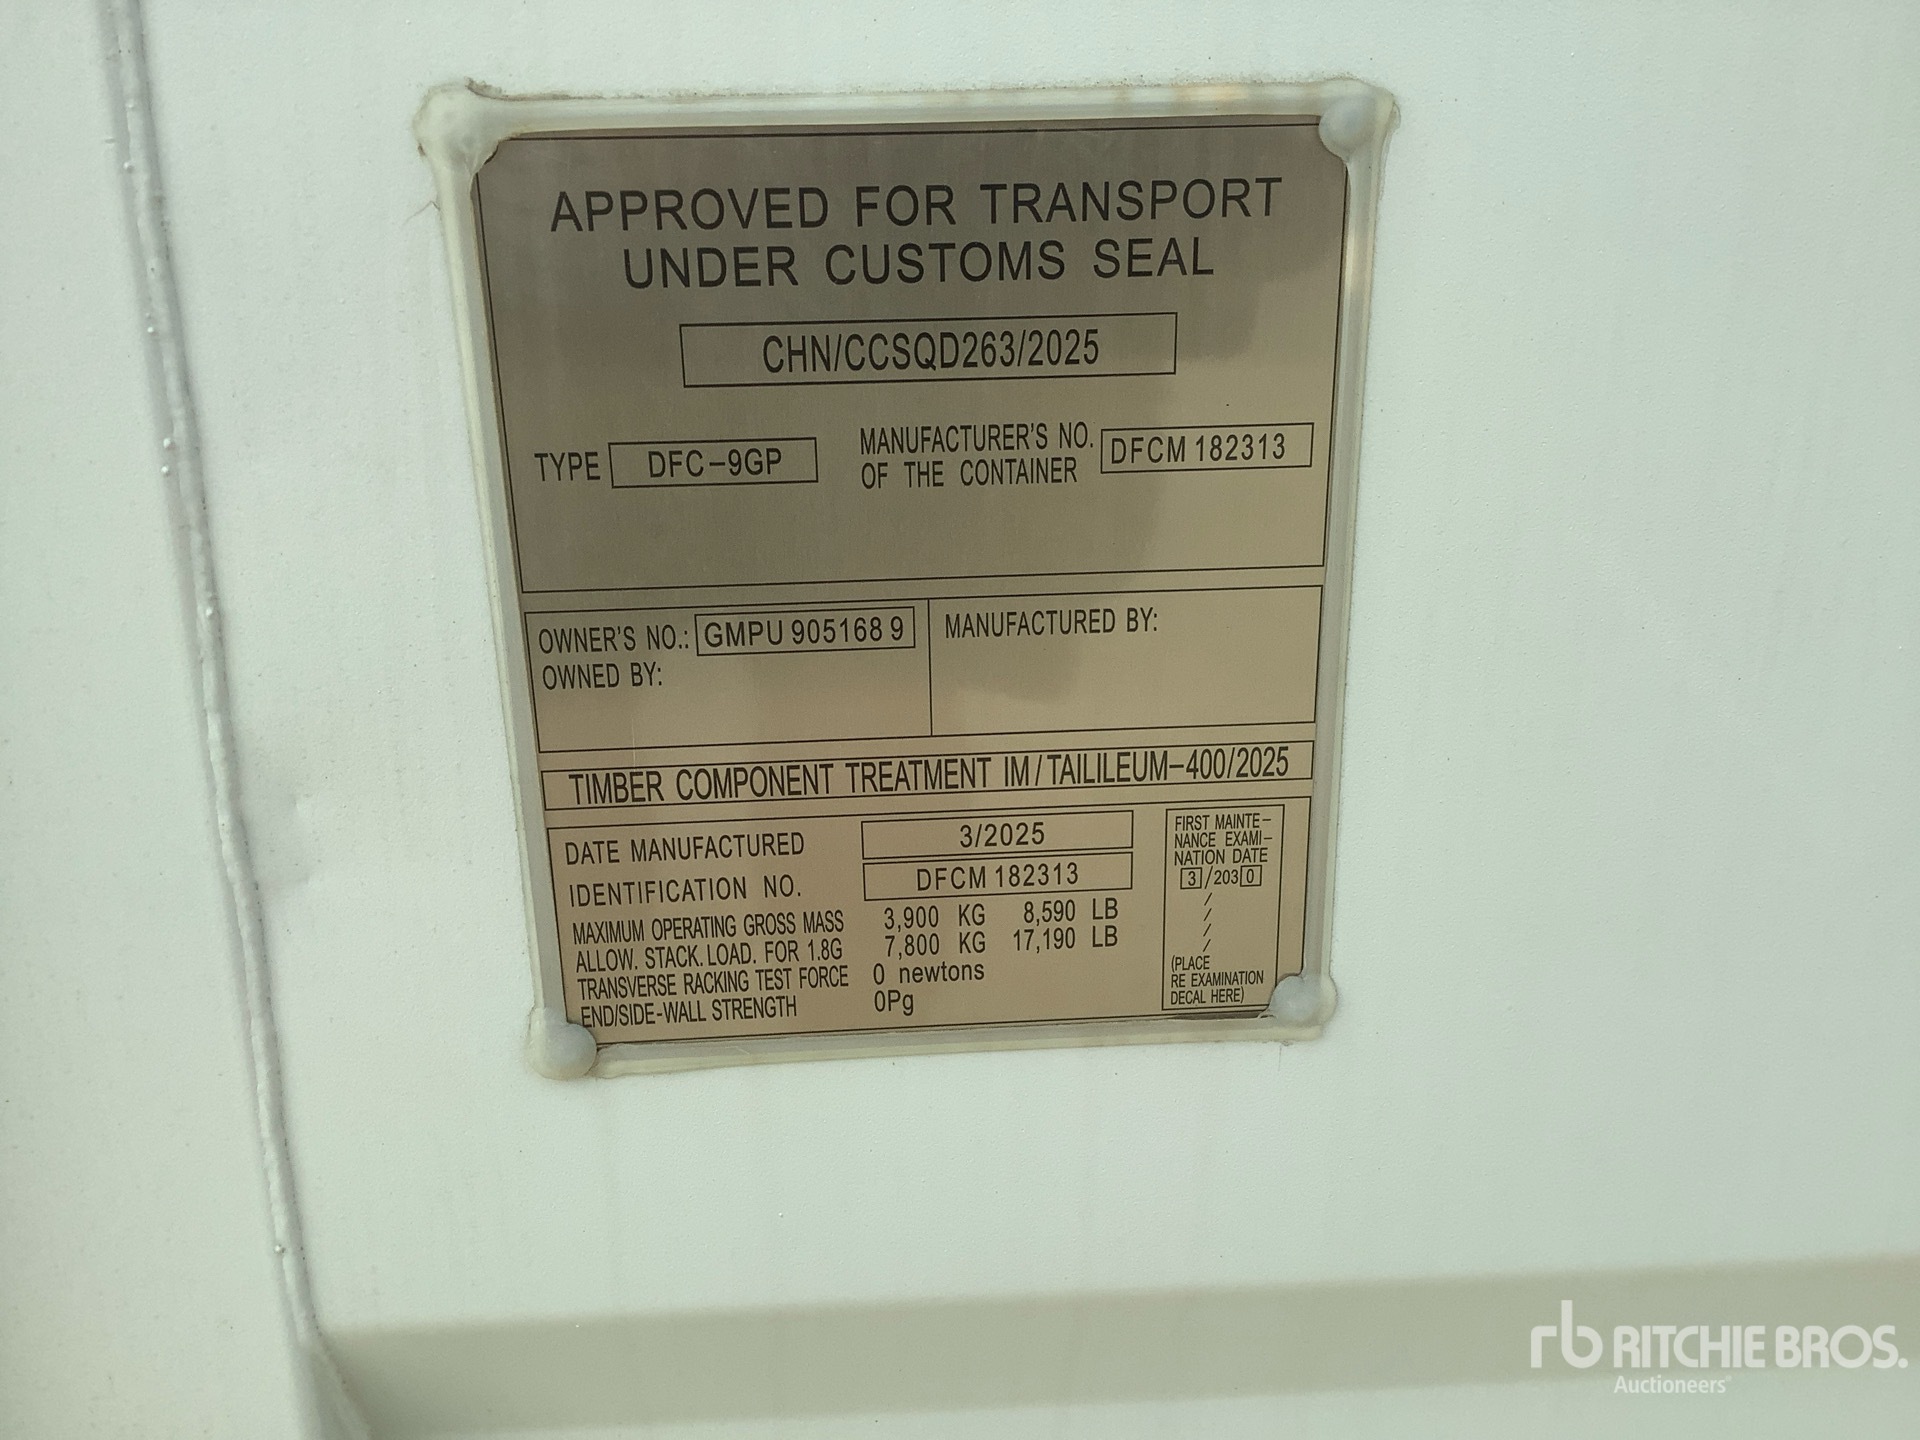 APPROVED FOR TRANSPORT
UNDER CUSTOMS SEAL
CHN/CCSQD263/2025
TYPE DFC-9GP MANUFACTURER'S NO. OF THE CONTAINER DFCM 182313
OWNER'S NO.: GMPU 905168 9
OWNED BY:
MANUFACTURED BY:
TIMBER COMPONENT TREATMENT IM/TAILILEUM-400/2025
DATE MANUFACTURED 3/2025
IDENTIFICATION NO. DFCM 182313
MAXIMUM OPERATING GROSS MASS 3,900 KG 8,590 LB
ALLOW. STACK. LOAD. FOR 1.8G 7,800 KG 17,190 LB
TRANSVERSE RACKING TEST FORCE 0 newtons
END/SIDE-WALL STRENGTH 0Pg
FIRST MAINTE-
NANCE EXAMI-
NATION DATE
3/2030
/
/
/
/
(PLACE
RE EXAMINATION
DECAL HERE)
rb RITCHIE BROS.
Auctioneers